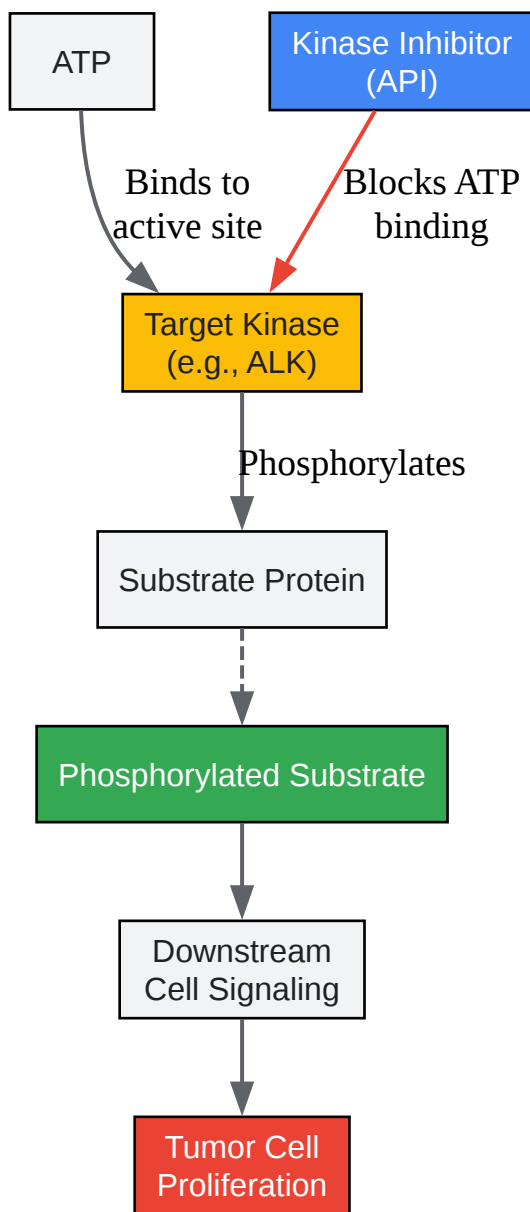 ATP
Kinase Inhibitor
(API)
Binds to
active site
Blocks ATP
binding
Target Kinase
(e.g., ALK)
Phosphorylates
Substrate Protein
Phosphorylated Substrate
Downstream
Cell Signaling
Tumor Cell
Proliferation